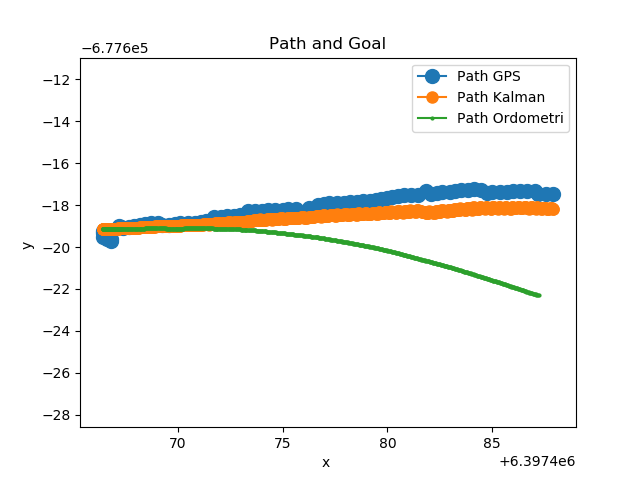 Path and Goal
−6.776e5
Path GPS
Path Kalman
Path Ordometri
y
−12
−14
−16
−18
−20
−22
−24
−26
−28
70
75
80
85
x
+6.3974e6